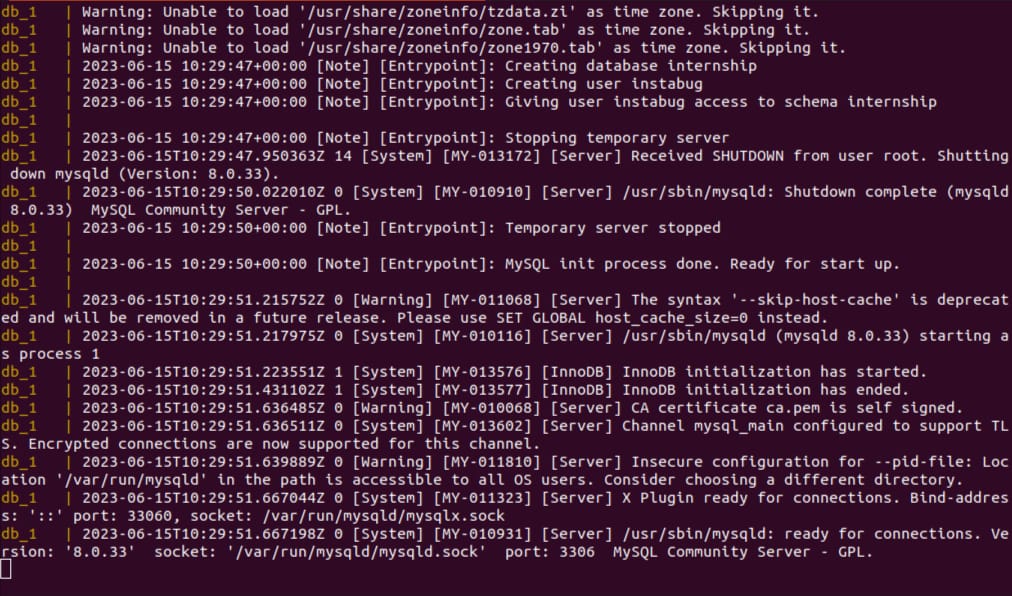 db_1   | Warning: Unable to load '/usr/share/zoneinfo/tzdata.zi' as time zone. Skipping it.
db_1   | Warning: Unable to load '/usr/share/zoneinfo/zone.tab' as time zone. Skipping it.
db_1   | Warning: Unable to load '/usr/share/zoneinfo/zone1970.tab' as time zone. Skipping it.
db_1   | 2023-06-15 10:29:47+00:00 [Note] [Entrypoint]: Creating database internship
db_1   | 2023-06-15 10:29:47+00:00 [Note] [Entrypoint]: Creating user instabug
db_1   | 2023-06-15 10:29:47+00:00 [Note] [Entrypoint]: Giving user instabug access to schema internship
db_1   |
db_1   | 2023-06-15 10:29:47+00:00 [Note] [Entrypoint]: Stopping temporary server
db_1   | 2023-06-15T10:29:47.950363Z 14 [System] [MY-013172] [Server] Received SHUTDOWN from user root. Shutting
 down mysqld (Version: 8.0.33).
db_1   | 2023-06-15T10:29:50.022010Z 0 [System] [MY-010910] [Server] /usr/sbin/mysqld: Shutdown complete (mysqld
 8.0.33)  MySQL Community Server - GPL.
db_1   | 2023-06-15 10:29:50+00:00 [Note] [Entrypoint]: Temporary server stopped
db_1   |
db_1   | 2023-06-15 10:29:50+00:00 [Note] [Entrypoint]: MySQL init process done. Ready for start up.
db_1   |
db_1   | 2023-06-15T10:29:51.215752Z 0 [Warning] [MY-011068] [Server] The syntax '--skip-host-cache' is deprecat
ed and will be removed in a future release. Please use SET GLOBAL host_cache_size=0 instead.
db_1   | 2023-06-15T10:29:51.217975Z 0 [System] [MY-010116] [Server] /usr/sbin/mysqld (mysqld 8.0.33) starting a
s process 1
db_1   | 2023-06-15T10:29:51.223551Z 1 [System] [MY-013576] [InnoDB] InnoDB initialization has started.
db_1   | 2023-06-15T10:29:51.431102Z 1 [System] [MY-013577] [InnoDB] InnoDB initialization has ended.
db_1   | 2023-06-15T10:29:51.636485Z 0 [Warning] [MY-010068] [Server] CA certificate ca.pem is self signed.
db_1   | 2023-06-15T10:29:51.636511Z 0 [System] [MY-013602] [Server] Channel mysql_main configured to support TL
S. Encrypted connections are now supported for this channel.
db_1   | 2023-06-15T10:29:51.639889Z 0 [Warning] [MY-011810] [Server] Insecure configuration for --pid-file: Loc
ation '/var/run/mysqld' in the path is accessible to all OS users. Consider choosing a different directory.
db_1   | 2023-06-15T10:29:51.667044Z 0 [System] [MY-011323] [Server] X Plugin ready for connections. Bind-addres
s: '::' port: 33060, socket: /var/run/mysqld/mysqlx.sock
db_1   | 2023-06-15T10:29:51.667198Z 0 [System] [MY-010931] [Server] /usr/sbin/mysqld: ready for connections. Ve
rsion: '8.0.33'  socket: '/var/run/mysqld/mysqld.sock'  port: 3306  MySQL Community Server - GPL.